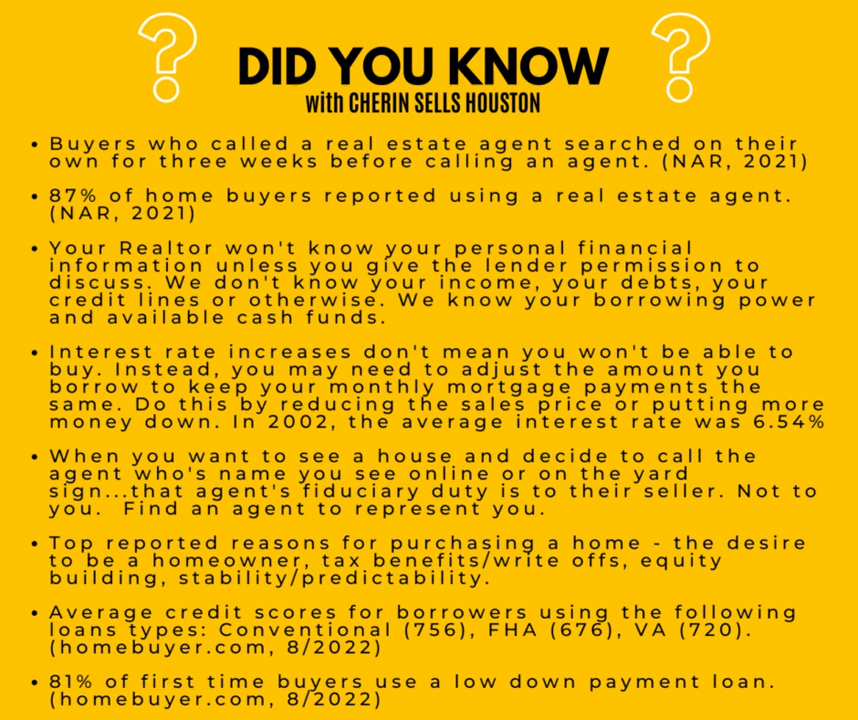 ? DID YOU KNOW ?
with CHERIN SELLS HOUSTON
• Buyers who called a real estate agent searched on their
own for three weeks before calling an agent. (NAR, 2021)
• 87% of home buyers reported using a real estate agent.
(NAR, 2021)
• Your Realtor won't know your personal financial
information unless you give the lender permission to
discuss. We don't know your income, your debts, your
credit lines or otherwise. We know your borrowing power
and available cash funds.
• Interest rate increases don't mean you won't be able to
buy. Instead, you may need to adjust the amount you
borrow to keep your monthly mortgage payments the
same. Do this by reducing the sales price or putting more
money down. In 2002, the average interest rate was 6.54%
• When you want to see a house and decide to call the
agent who's name you see online or on the yard
sign...that agent's fiduciary duty is to their seller. Not to
you. Find an agent to represent you.
• Top reported reasons for purchasing a home - the desire
to be a homeowner, tax benefits/write offs, equity
building, stability/predictability.
• Average credit scores for borrowers using the following
loans types: Conventional (756), FHA (676), VA (720).
(homebuyer.com, 8/2022)
• 81% of first time buyers use a low down payment loan.
(homebuyer.com, 8/2022)